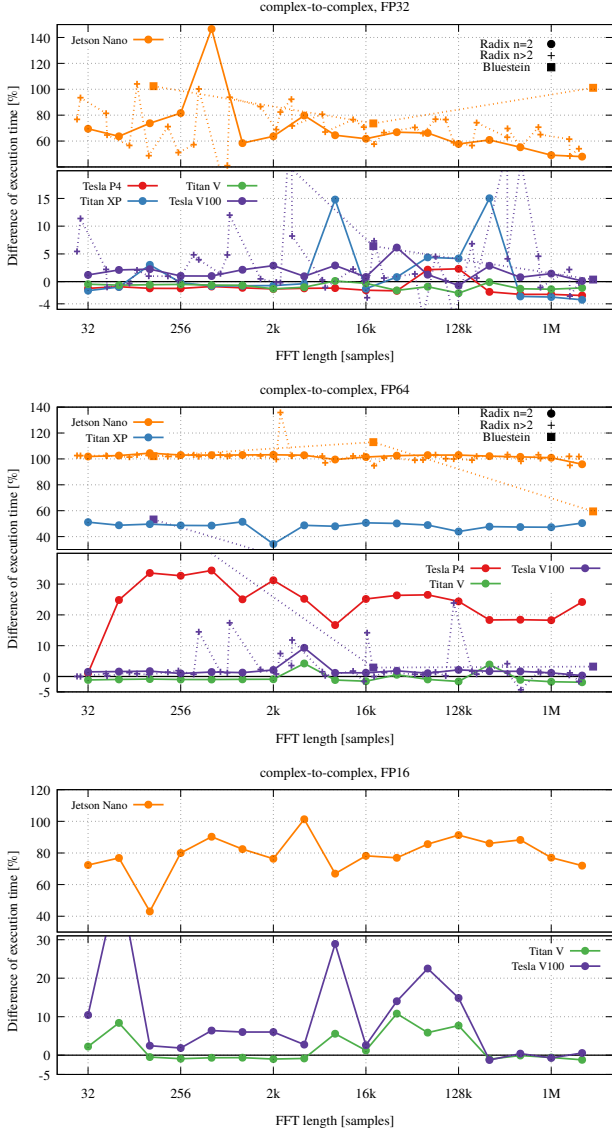 complex-to-complex, FP32
Difference of execution time [%]
140
120
100
80
60
Jetson Nano
Radix n=2
Radix n>2
Bluestein
15
10
5
0
-4
Tesla P4
Titan V
Titan XP
Tesla V100
32
256
2k
16k
128k
1M
FFT length [samples]
complex-to-complex, FP64
Difference of execution time [%]
140
120
100
80
60
40
Jetson Nano
Titan XP
Radix n=2
Radix n>2
Bluestein
30
20
10
0
-5
Tesla P4
Tesla V100
Titan V
32
256
2k
16k
128k
1M
FFT length [samples]
complex-to-complex, FP16
Difference of execution time [%]
120
100
80
60
40
Jetson Nano
30
20
10
0
-5
Titan V
Tesla V100
32
256
2k
16k
128k
1M
FFT length [samples]